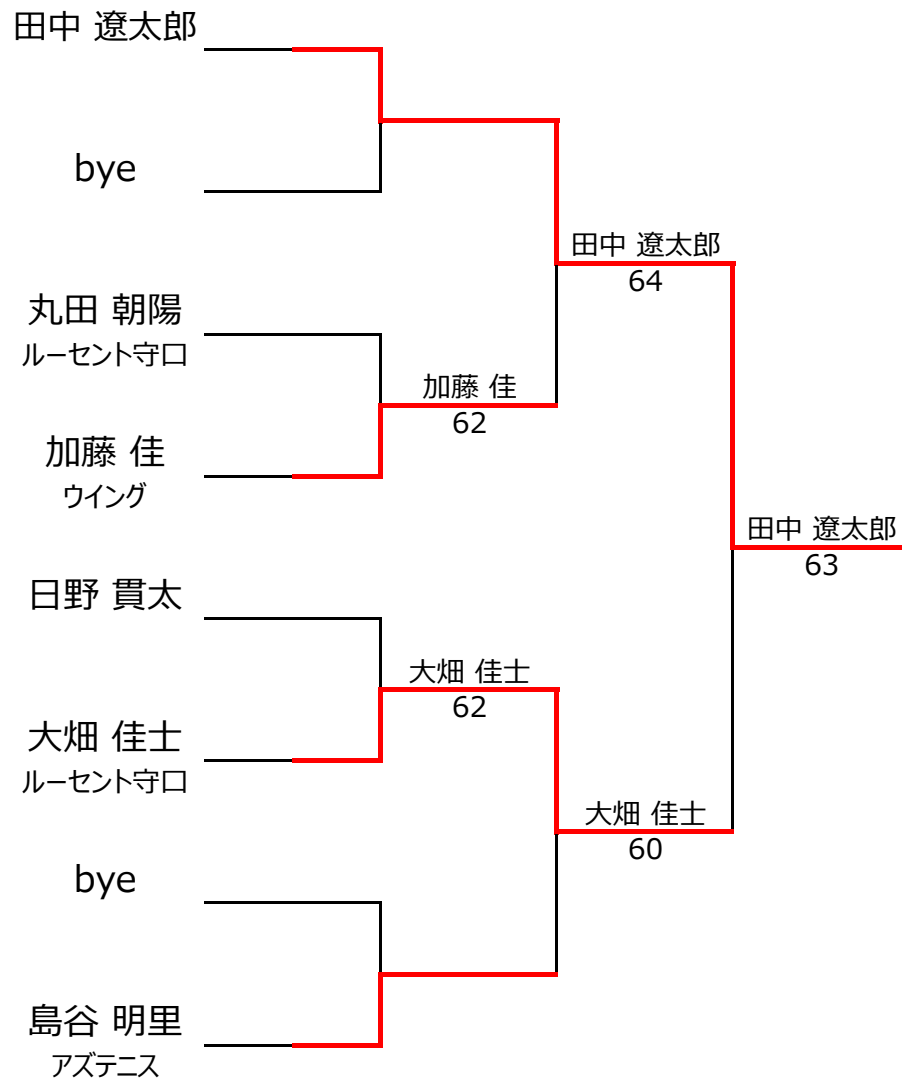 田中 遼太郎
bye
丸田 朝陽
ルーセント守口
加藤 佳
ウイング
日野 貫太
大畑 佳士
ルーセント守口
bye
島谷 明里
アズテニス
加藤 佳
62
大畑 佳士
62
田中 遼太郎
64
大畑 佳士
60
田中 遼太郎
63